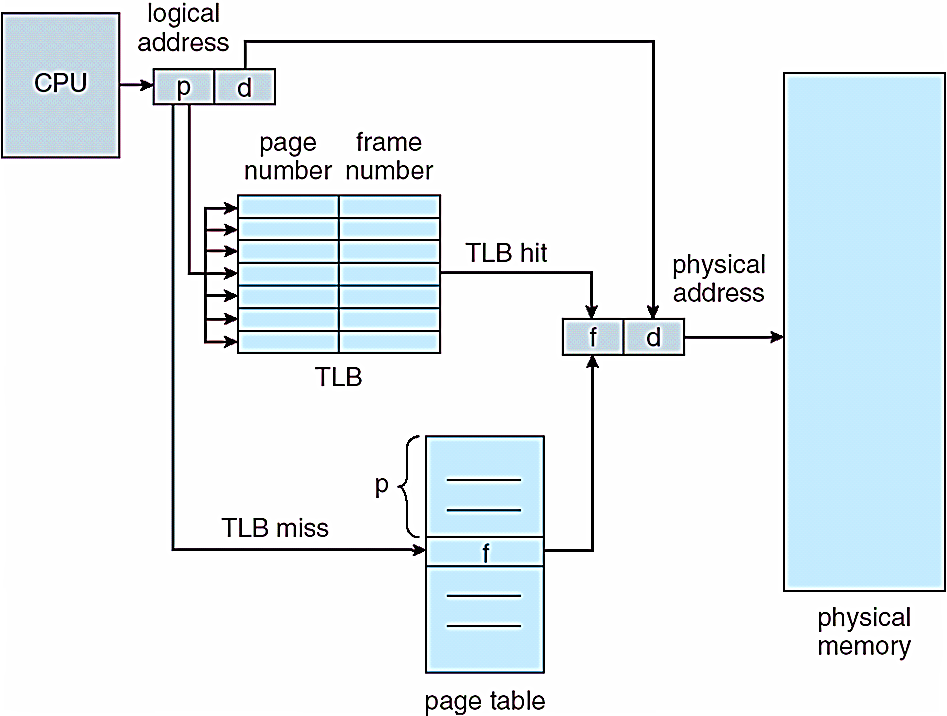 logical
address
CPU
p
d
page
number
frame
number
TLB hit
physical
address
f
d
TLB
p
TLB miss
f
physical
memory
page table